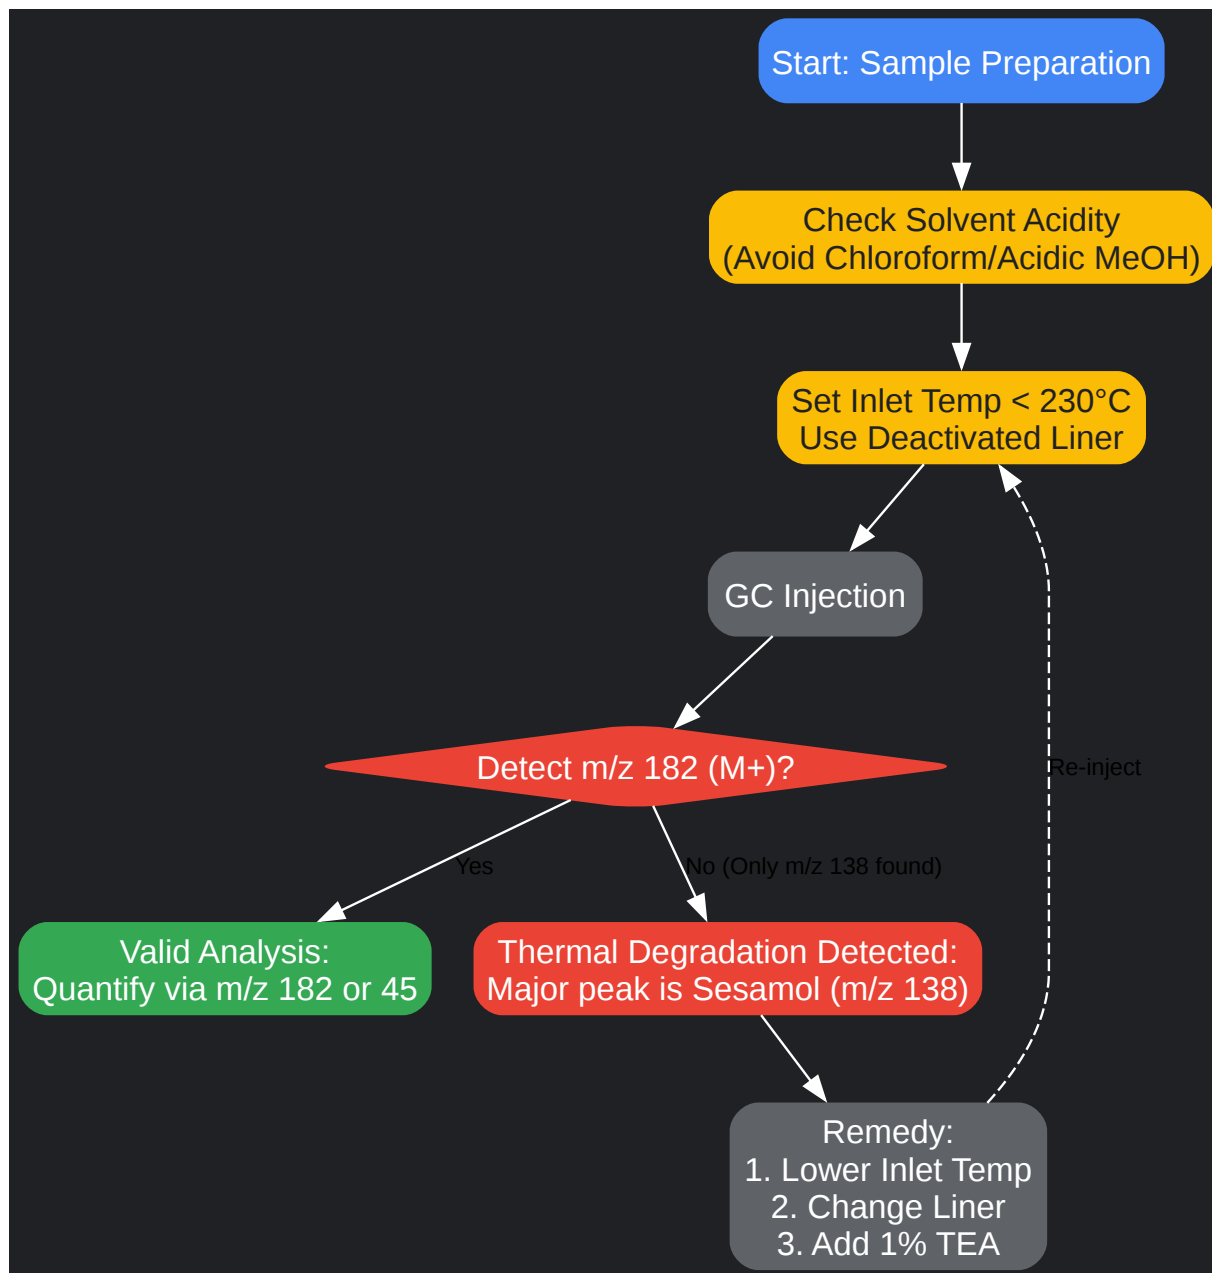 Start: Sample Preparation
Check Solvent Acidity
(Avoid Chloroform/Acidic MeOH)
Set Inlet Temp < 230°C
Use Deactivated Liner
GC Injection
Detect m/z 182 (M+)?
Re-inject
Yes
No (Only m/z 138 found)
Valid Analysis:
Quantify via m/z 182 or 45
Thermal Degradation Detected:
Major peak is Sesamol (m/z 138)
Remedy:
1. Lower Inlet Temp
2. Change Liner
3. Add 1% TEA